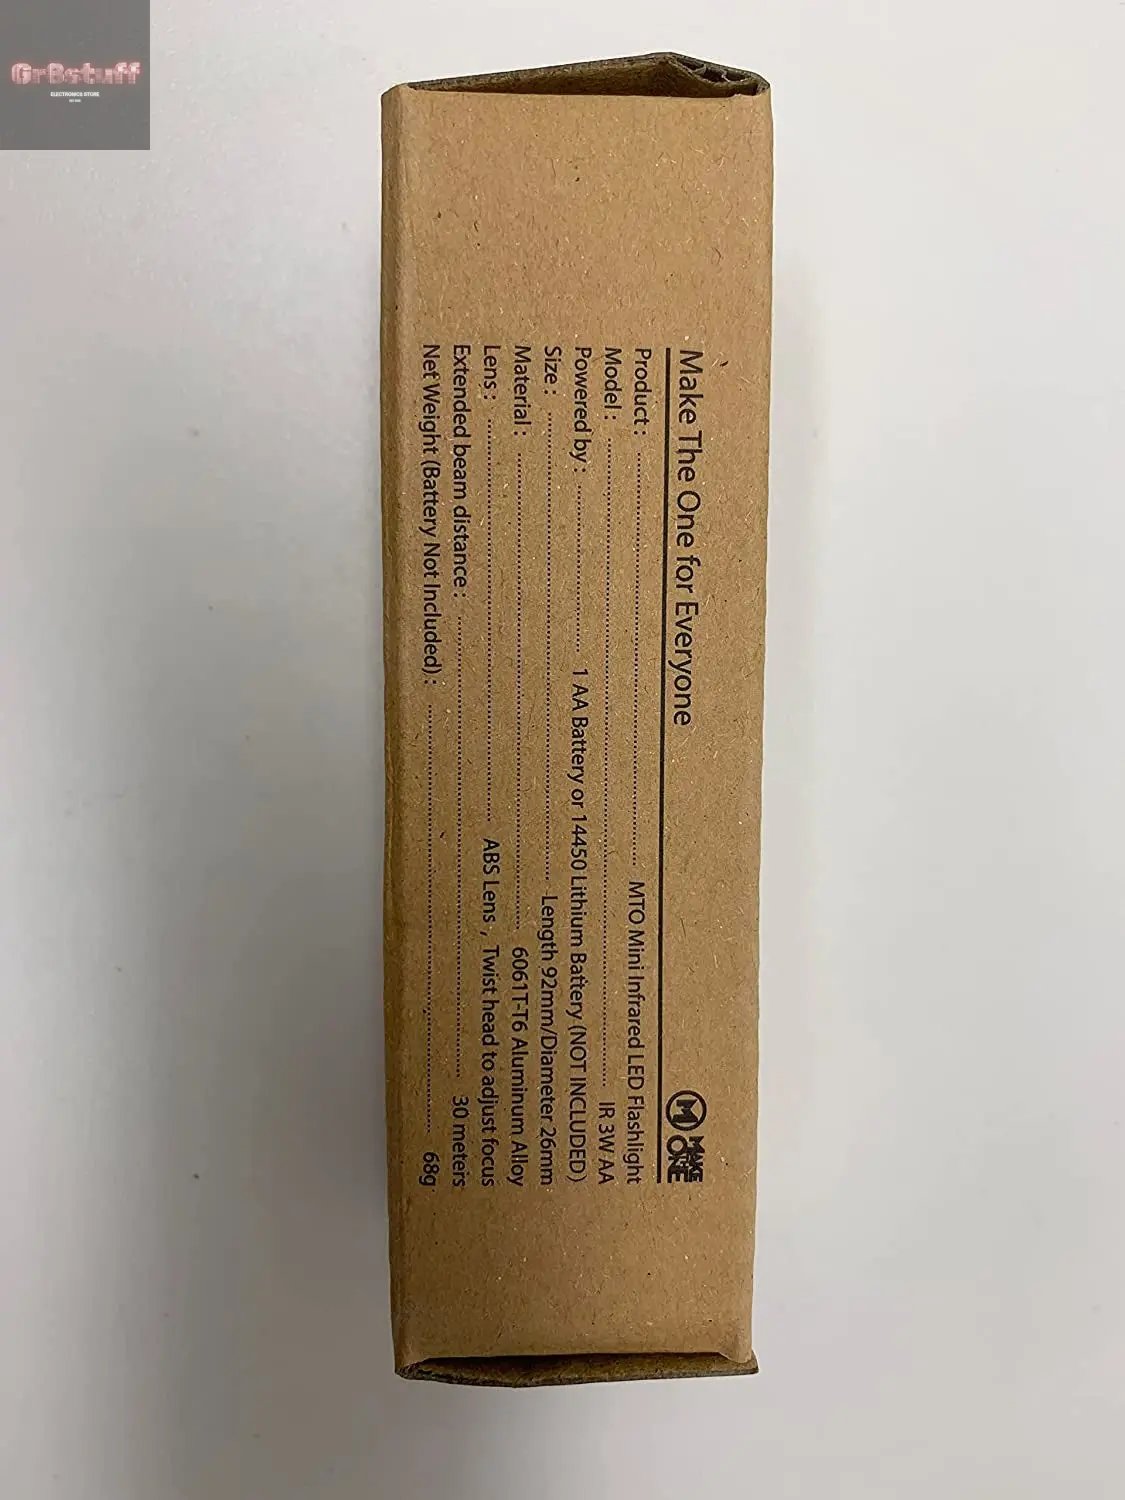 Gr8stuff
ELECTRONICS STORE
Make The One for Everyone
M MAKE
ONE
Product : ........ MTO Mini Infrared LED Flashlight
Model : ........ IR 3W AA
Powered by : ........ 1 AA Battery or 14450 Lithium Battery (NOT INCLUDED)
Size : ........ Length 92mm/Diameter 26mm
Material : ........ 6061T-T6 Aluminum Alloy
Lens : ........ ABS Lens , Twist head to adjust focus
Extended beam distance : ........ 30 meters
Net Weight (Battery Not Included) : ........ 68g